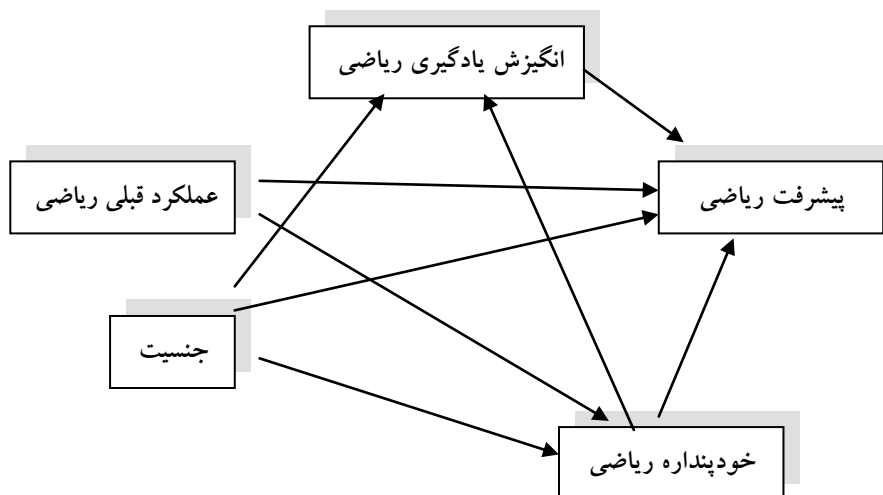 انگیزش یادگیری ریاضی
پیشرفت ریاضی
عملکرد قبلی ریاضی
جنسیت
خودپنداره ریاضی